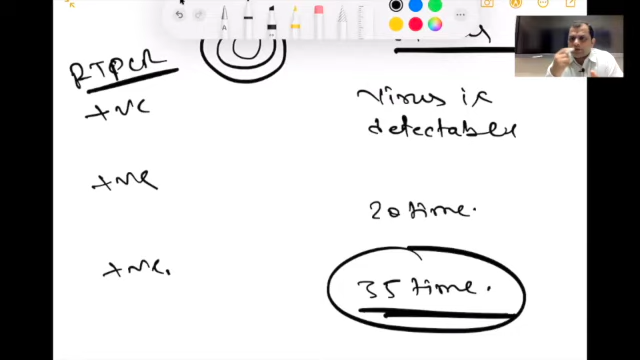 RTPCR
+ve
Virus is
detectable
+ve
20 time.
+ve.
35 time.